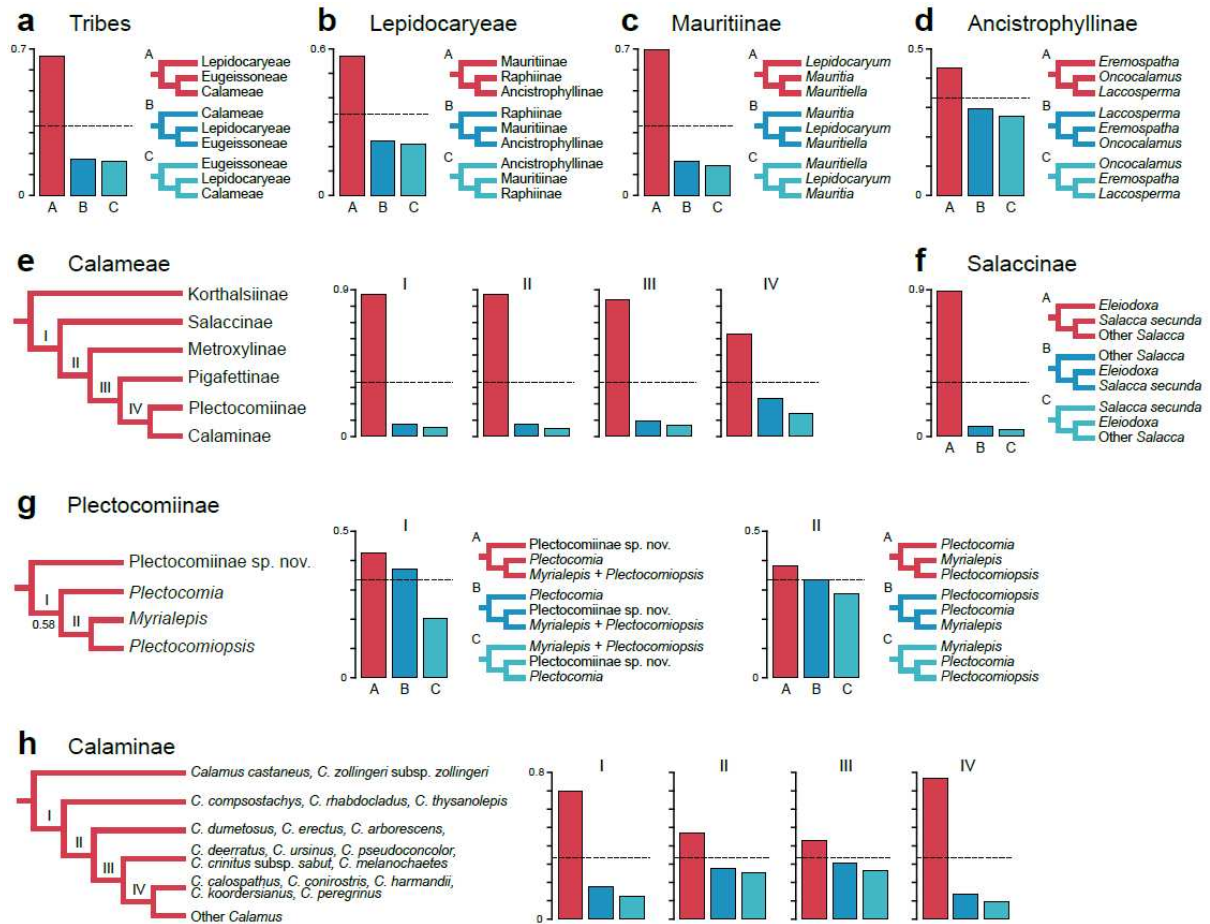 a Tribes
0.7
0
A B C
A
Lepidocaryeae
Eugeissoneae
Calameae
B
Calameae
Lepidocaryeae
Eugeissoneae
C
Eugeissoneae
Lepidocaryeae
Calameae
b Lepidocaryeae
0.6
0
A B C
A
Mauritiinae
Raphiinae
Ancistrophyllinae
B
Raphiinae
Mauritiinae
Ancistrophyllinae
C
Ancistrophyllinae
Mauritiinae
Raphiinae
c Mauritiinae
0.7
0
A B C
A
Lepidocaryum
Mauritia
Mauritiella
B
Mauritia
Lepidocaryum
Mauritiella
C
Mauritiella
Lepidocaryum
Mauritia
d Ancistrophyllinae
0.5
0
A B C
A
Eremospatha
Oncocalamus
Laccosperma
B
Laccosperma
Eremospatha
Oncocalamus
C
Oncocalamus
Eremospatha
Laccosperma
e Calameae
Korthalsiinae
I
Salaccinae
II
Metroxylinae
III
Pigafettinae
IV
Plectocomiinae
Calaminae
I II III IV
0.9
0
f Salaccinae
0.9
0
A B C
A
Eleiodoxa
Salacca secunda
Other Salacca
B
Other Salacca
Eleiodoxa
Salacca secunda
C
Salacca secunda
Eleiodoxa
Other Salacca
g Plectocomiinae
Plectocomiinae sp. nov.
I
0.58
Plectocomia
II
Myrialepis
Plectocomiopsis
I
0.5
0
A B C
A
Plectocomiinae sp. nov.
Plectocomia
Myrialepis + Plectocomiopsis
B
Plectocomia
Plectocomiinae sp. nov.
Myrialepis + Plectocomiopsis
C
Myrialepis + Plectocomiopsis
Plectocomiinae sp. nov.
Plectocomia
II
0.5
0
A B C
A
Plectocomia
Myrialepis
Plectocomiopsis
B
Plectocomiopsis
Plectocomia
Myrialepis
C
Myrialepis
Plectocomia
Plectocomiopsis
h Calaminae
Calamus castaneus, C. zollingeri subsp. zollingeri
I
C. compsostachys, C. rhabdocladus, C. thysanolepis
II
C. dumetosus, C. erectus, C. arborescens,
III
C. deerratus, C. ursinus, C. pseudoconcolor,
C. crinitus subsp. sabut, C. melanochaetes
IV
C. calospathus, C. conirostris, C. harmandii,
C. koordersianus, C. peregrinus
Other Calamus
I II III IV
0.8
0